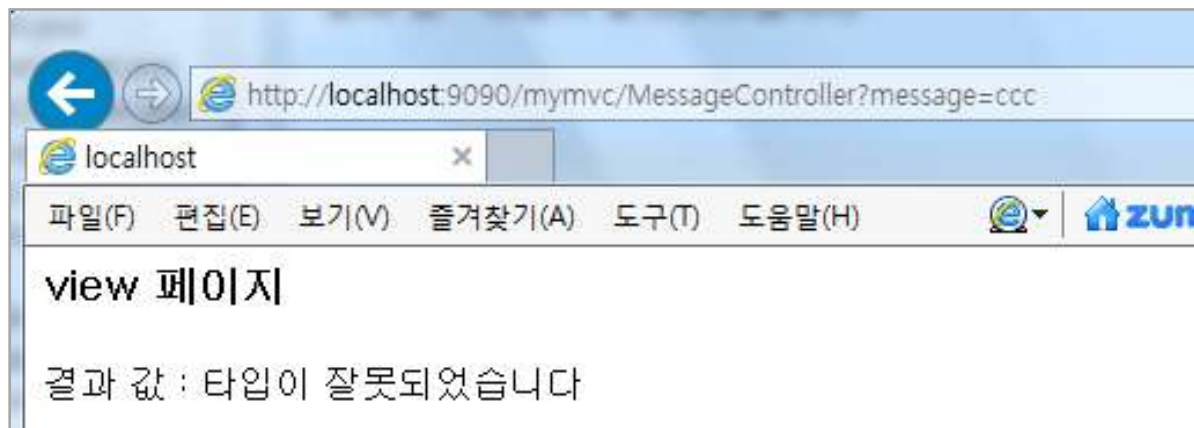 http://localhost:9090/mymvc/MessageController?message=ccc
localhost
파일(F) 편집(E) 보기(V) 즐겨찾기(A) 도구(T) 도움말(H) zum
view 페이지
결과 값 : 타입이 잘못되었습니다